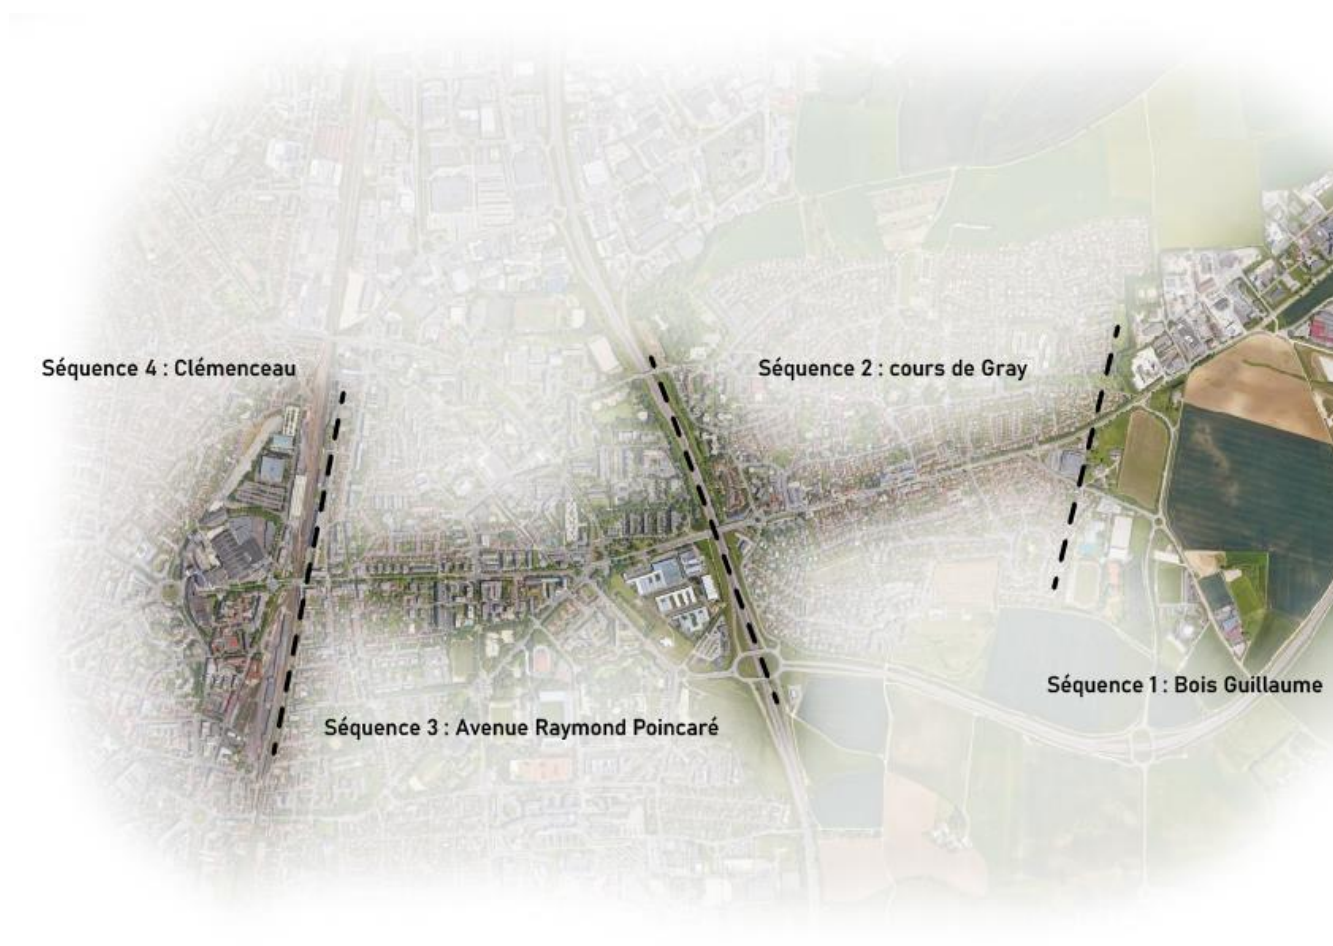 Séquence 4 : Clémenceau
Séquence 2 : cours de Gray
Séquence 1 : Bois Guillaume
Séquence 3 : Avenue Raymond Poincaré